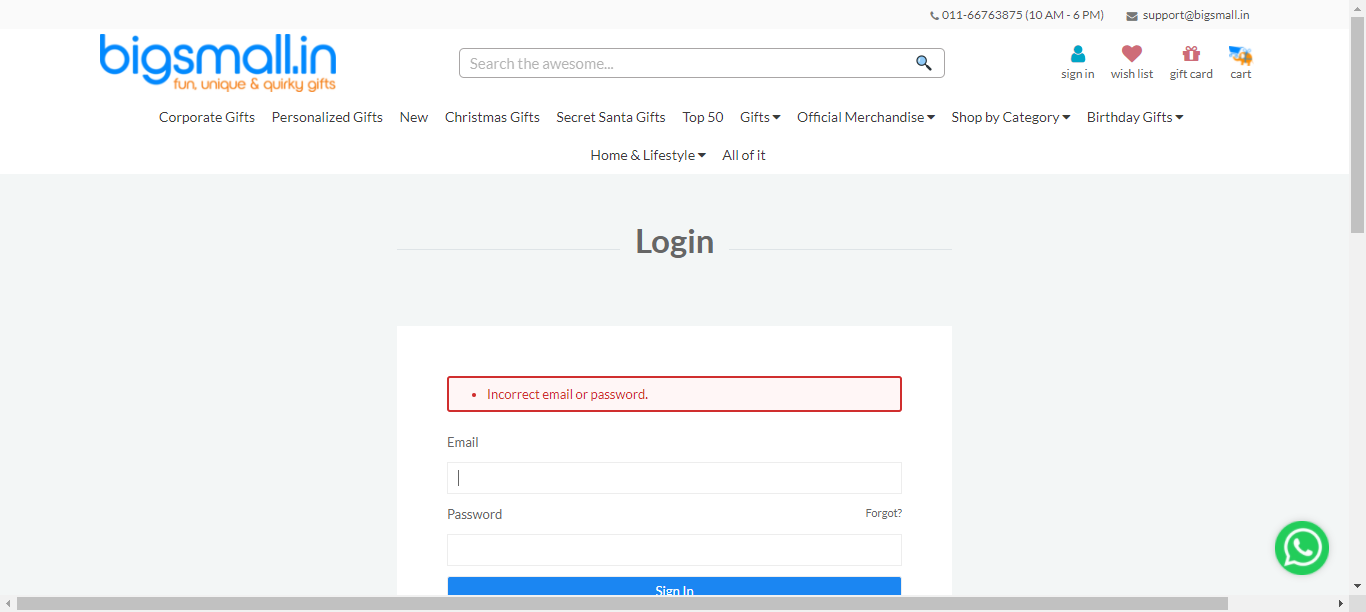 011-66763875 (10 AM - 6 PM) support@bigsmall.in
bigsmall.in
fun, unique & quirky gifts
Search the awesome...
sign in wish list gift card cart
Corporate Gifts Personalized Gifts New Christmas Gifts Secret Santa Gifts Top 50 Gifts Official Merchandise Shop by Category Birthday Gifts
Home & Lifestyle All of it
Login
Incorrect email or password.
Email
Password Forgot?
Sign In